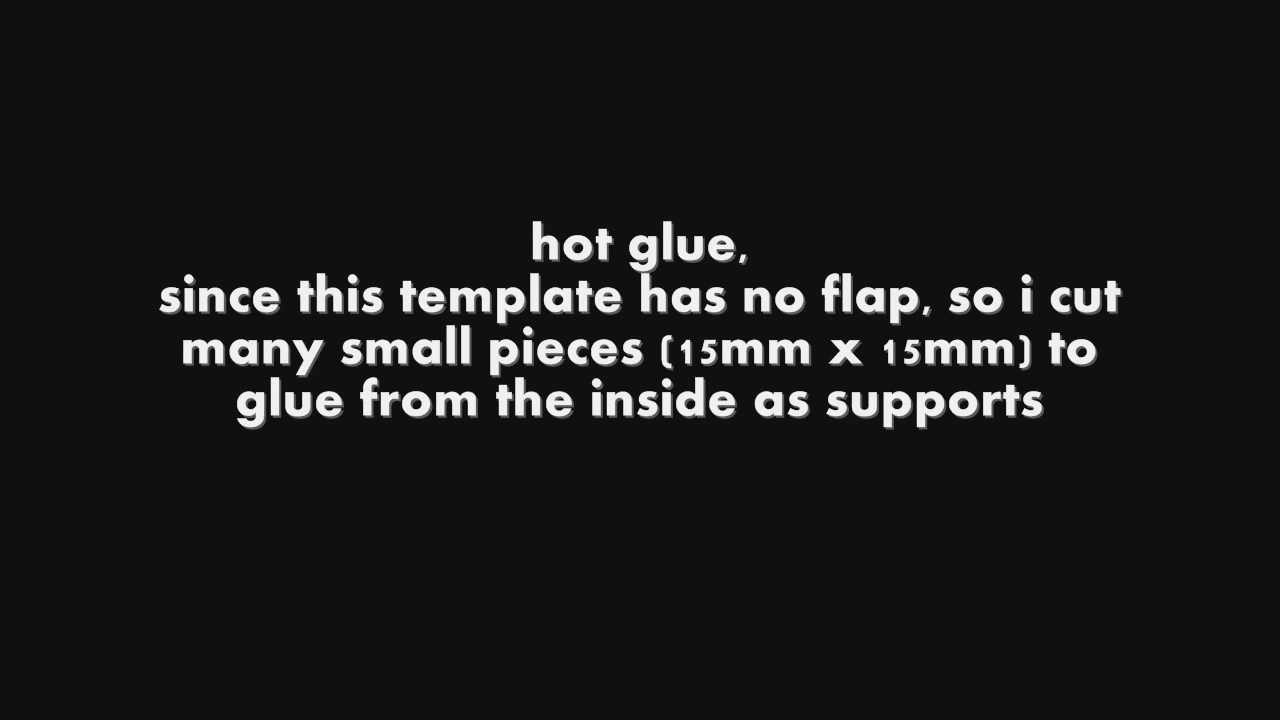 hot glue,
since this template has no flap, so i cut
many small pieces (15mm x 15mm) to
glue from the inside as supports